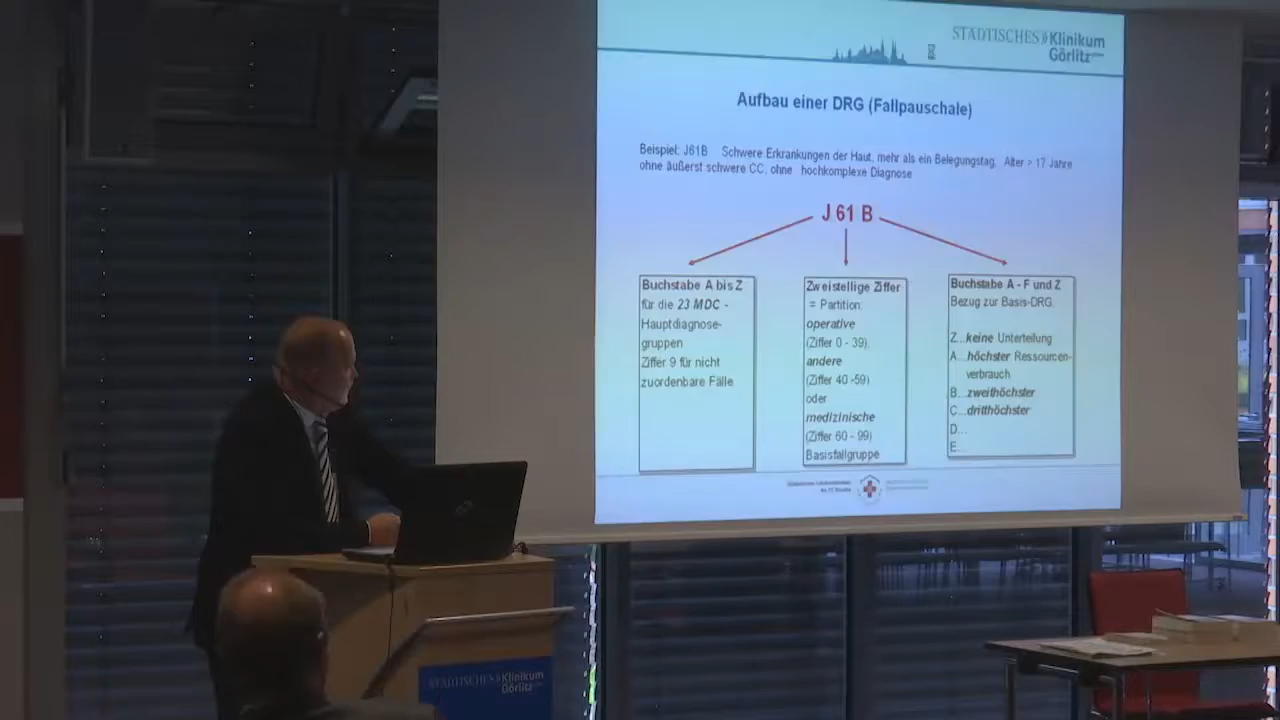 STÄDTISCHES Klinikum
Görlitz
Aufbau einer DRG (Fallpauschale)
Beispiel: J61B Schwere Erkrankungen der Haut, mehr als ein Belegungstag, Alter > 17 Jahre
ohne äußerst schwere CC, ohne hochkomplexe Diagnose
J 61 B
Buchstabe A bis Z
für die 23 MDC -
Hauptdiagnose-
gruppen
Ziffer 9 für nicht
zuordenbare Fälle
Zweistellige Ziffer
= Partition:
operative
(Ziffer 0 - 39),
andere
(Ziffer 40 -59)
oder
medizinische
(Ziffer 60 - 99)
Basisfallgruppe
Buchstabe A - F und Z
Bezug zur Basis-DRG.
Z...keine Unterteilung
A...höchster Ressourcen-
verbrauch
B...zweithöchster
C...dritthöchster
D...
E...
STÄDTISCHES Klinikum
Görlitz